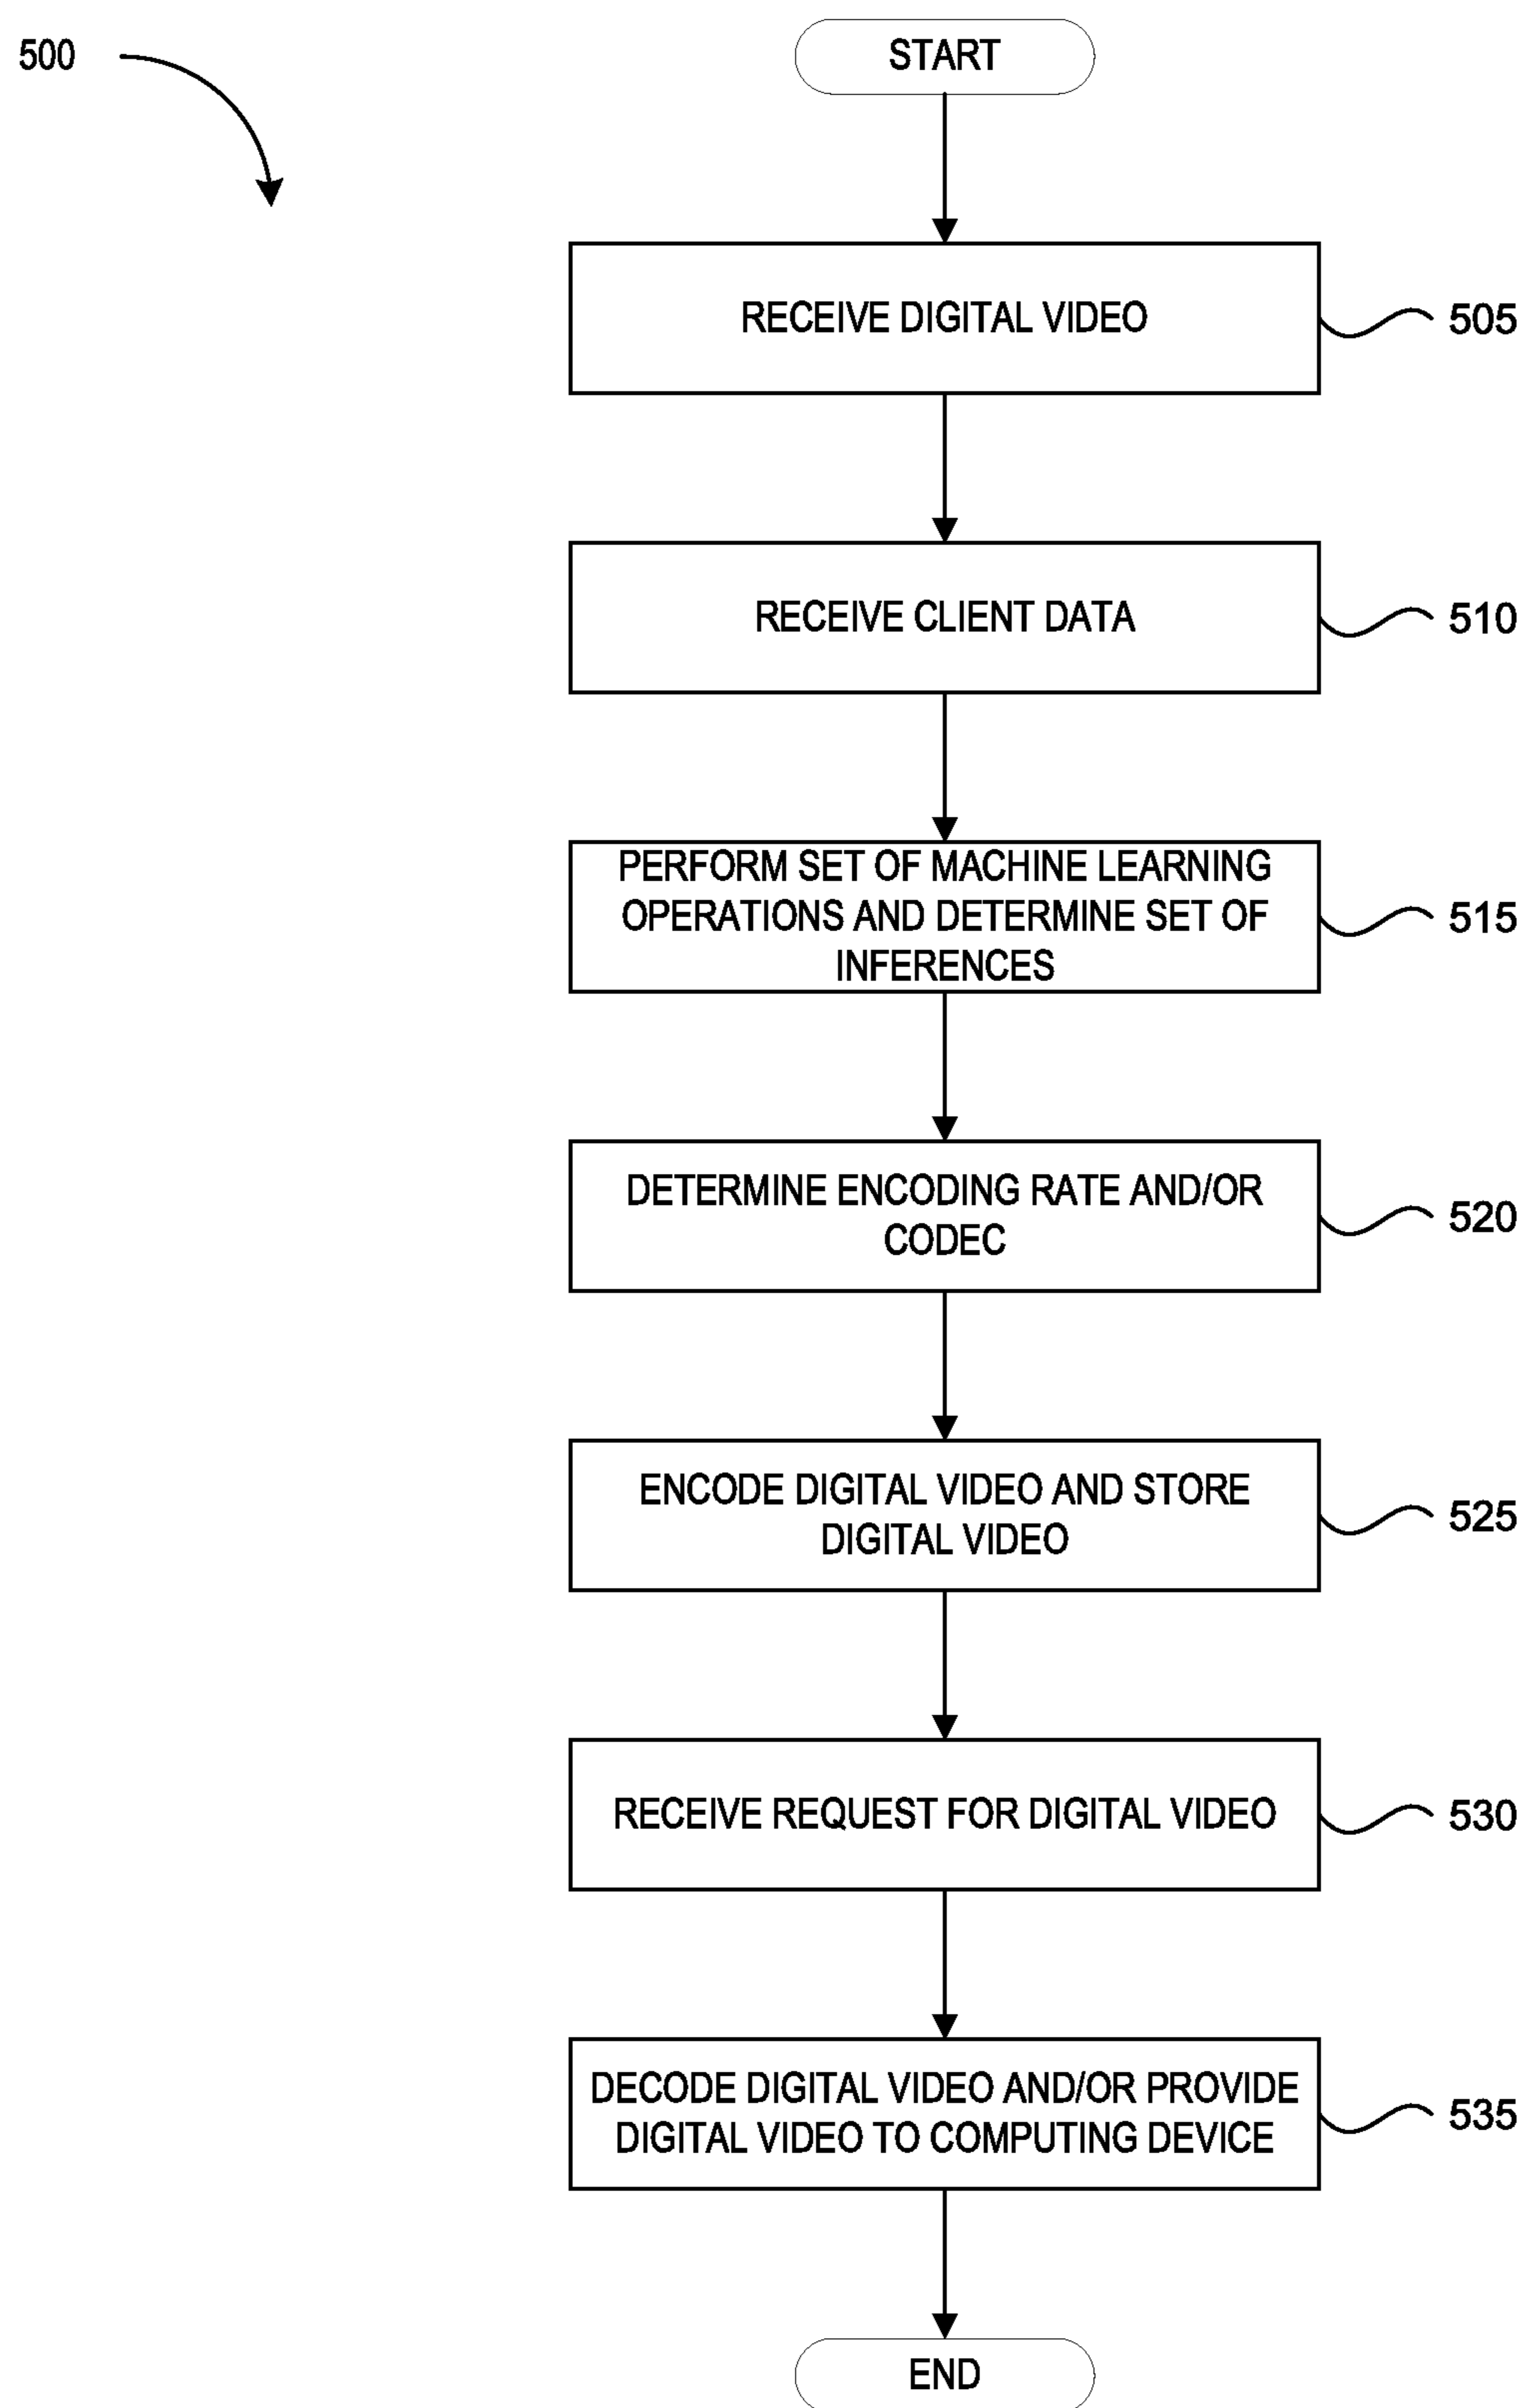 500
START
RECEIVE DIGITAL VIDEO
505
RECEIVE CLIENT DATA
510
PERFORM SET OF MACHINE LEARNING
OPERATIONS AND DETERMINE SET OF
INFERENCES
515
DETERMINE ENCODING RATE AND/OR
CODEC
520
ENCODE DIGITAL VIDEO AND STORE
DIGITAL VIDEO
525
RECEIVE REQUEST FOR DIGITAL VIDEO
530
DECODE DIGITAL VIDEO AND/OR PROVIDE
DIGITAL VIDEO TO COMPUTING DEVICE
535
END